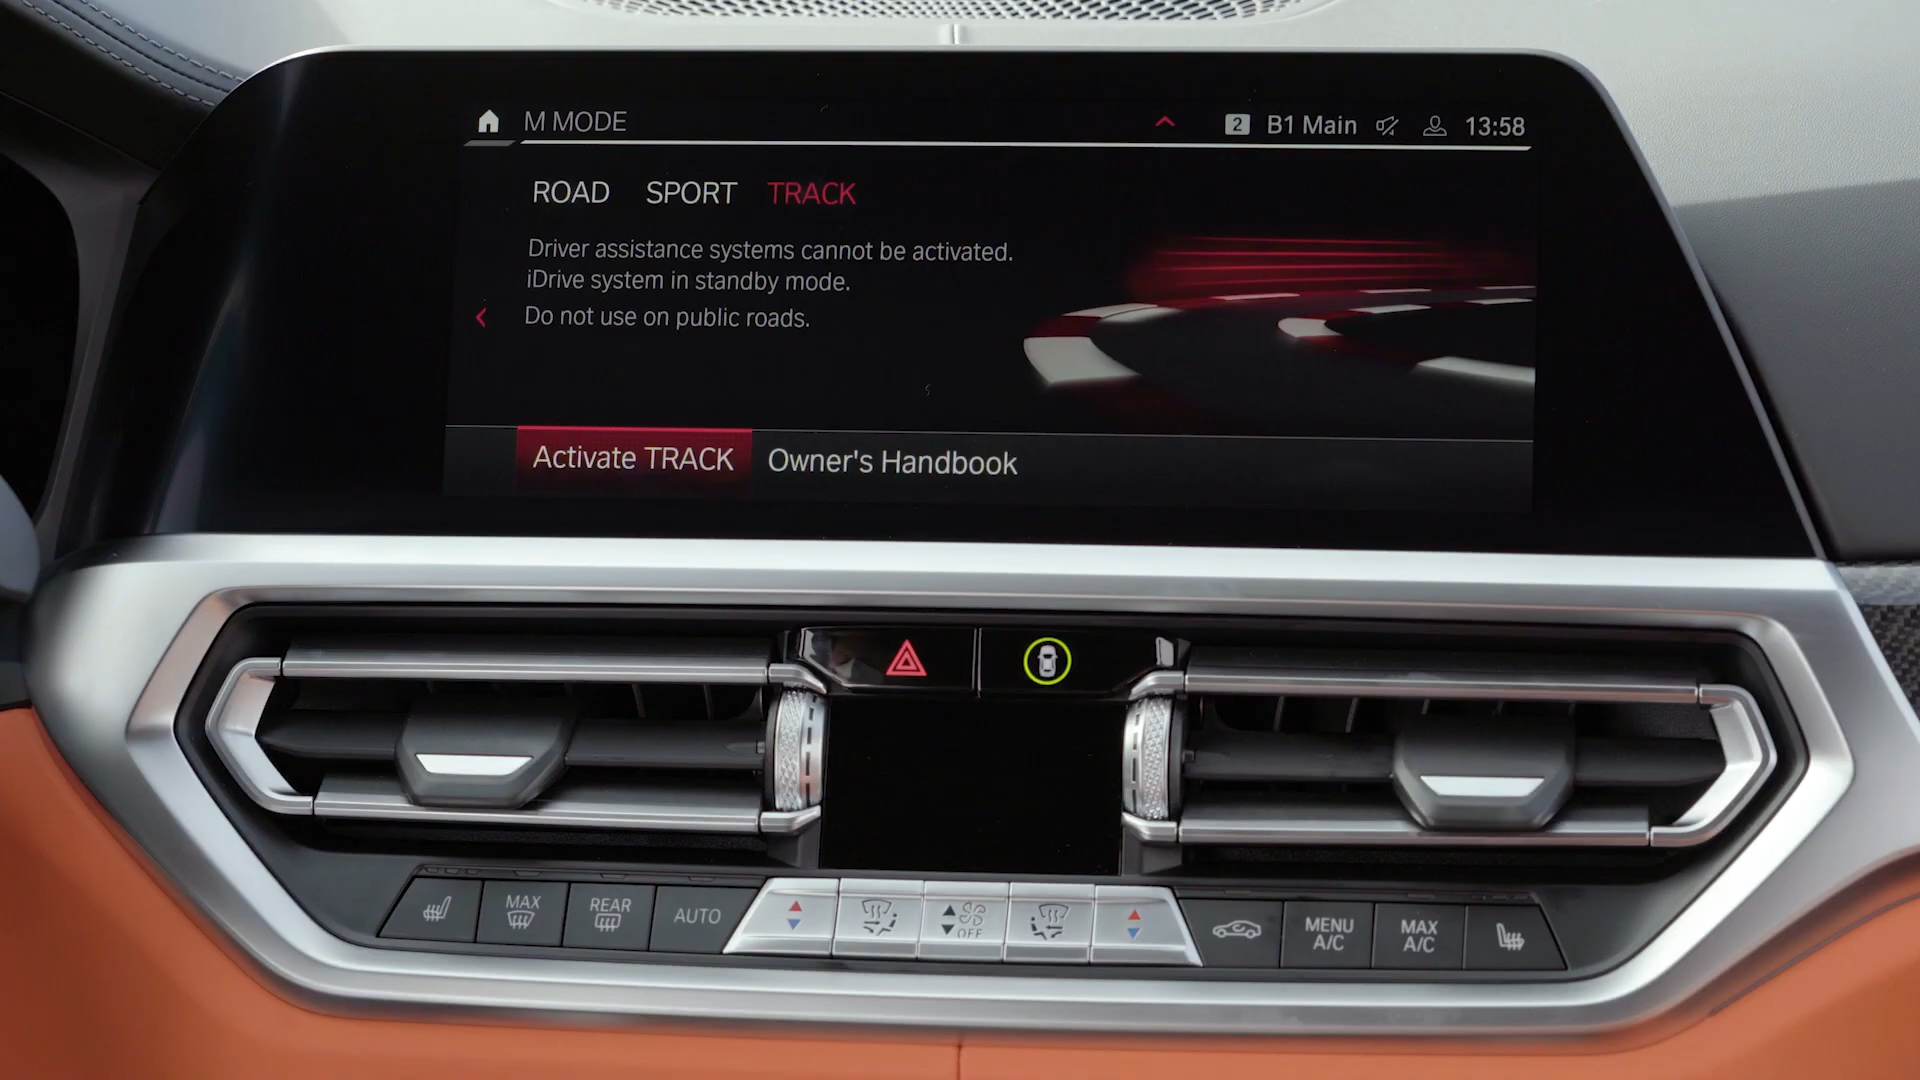 M MODE
2 B1 Main 13:58
ROAD SPORT TRACK
Driver assistance systems cannot be activated.
iDrive system in standby mode.
Do not use on public roads.
Activate TRACK Owner's Handbook
MAX REAR AUTO OFF MENU A/C MAX A/C